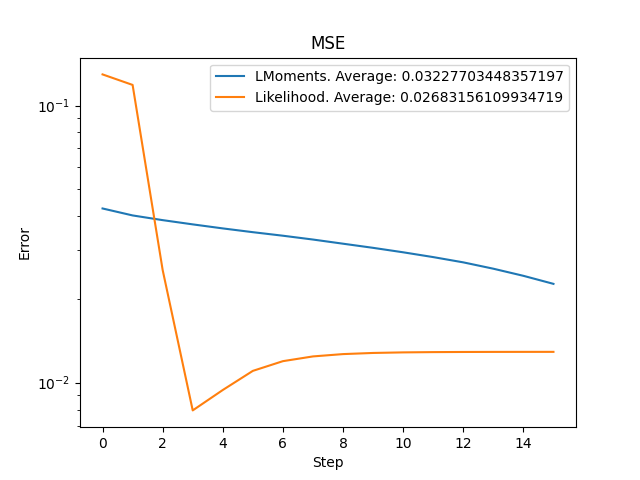 MSE
LMoments. Average: 0.03227703448357197
Likelihood. Average: 0.02683156109934719
10⁻¹
10⁻²
Error
0 2 4 6 8 10 12 14
Step